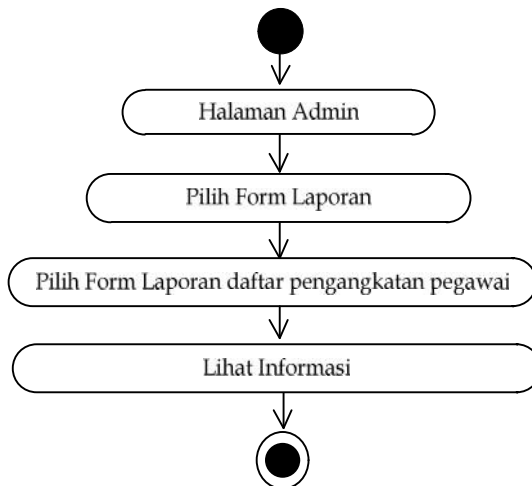 Halaman Admin
Pilih Form Laporan
Pilih Form Laporan daftar pengangkatan pegawai
Lihat Informasi